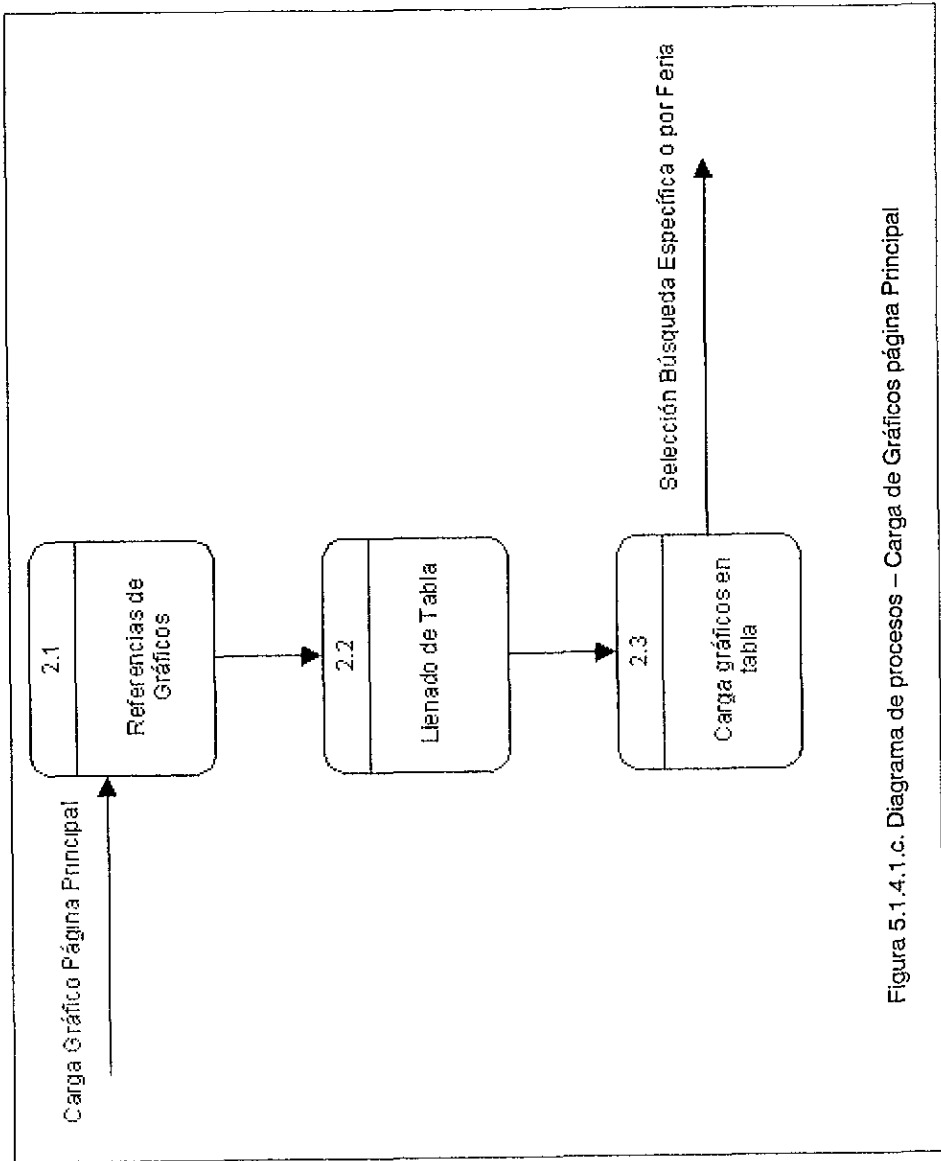 Carga Gráfico Página Principal
2.1
Referencias de
Gráficos
2.2
Llenado de Tabla
2.3
Carga gráficos en
tabla
Selección Búsqueda Específica o por Feria
Figura 5.1.4.1.c. Diagrama de procesos – Carga de Gráficos página Principal